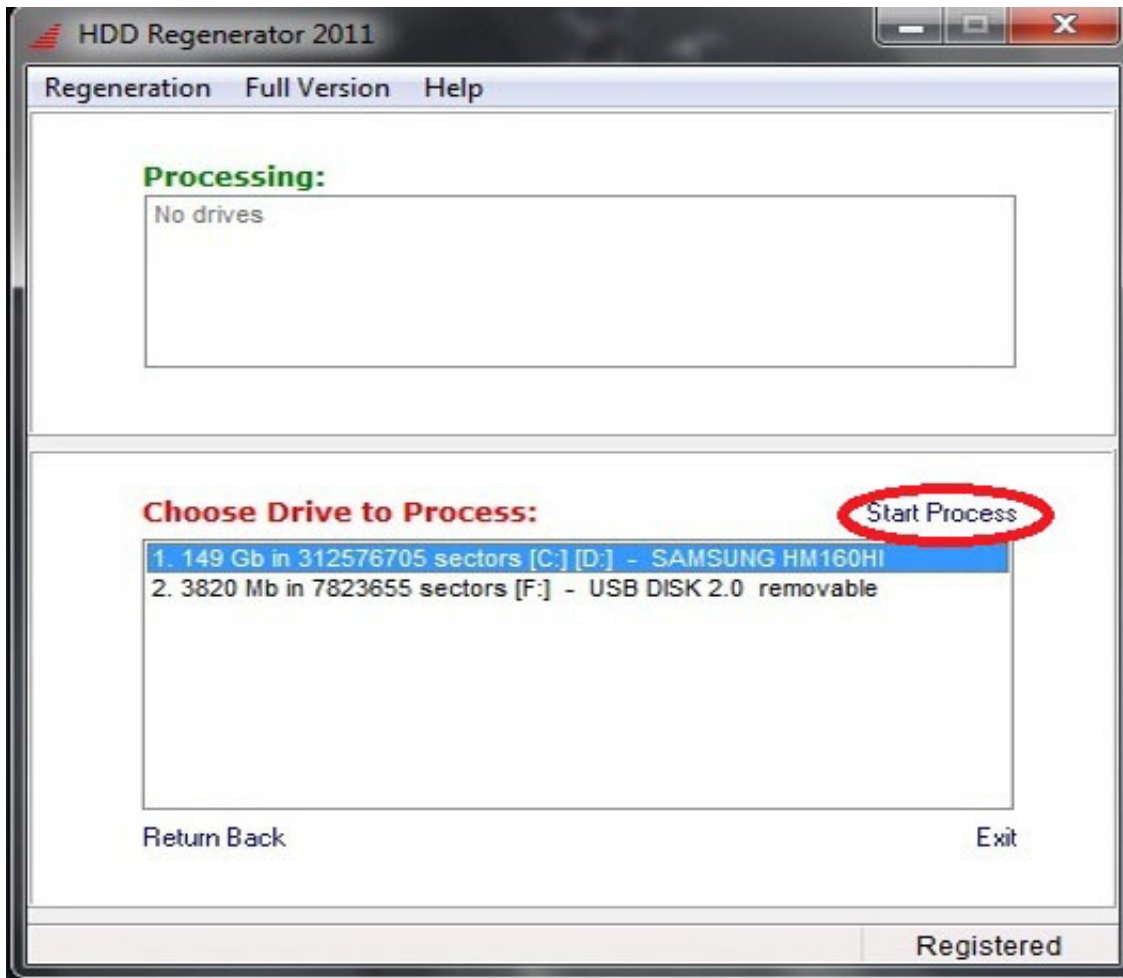 HDD Regenerator 2011
Regeneration Full Version Help
Processing:
No drives
Choose Drive to Process:
Start Process
1. 149 Gb in 312576705 sectors [C:] [D:] - SAMSUNG HM160HI
2. 3820 Mb in 7823655 sectors [F:] - USB DISK 2.0 removable
Return Back
Exit
Registered